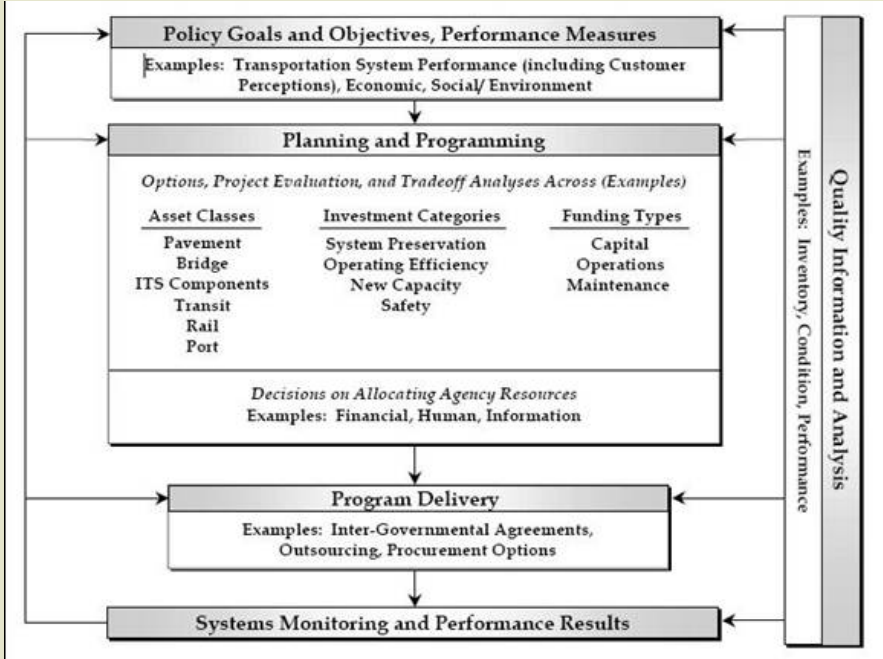 Policy Goals and Objectives, Performance Measures
Examples: Transportation System Performance (including Customer
Perceptions), Economic, Social/ Environment
Planning and Programming
Options, Project Evaluation, and Tradeoff Analyses Across (Examples)
Asset Classes
Pavement
Bridge
ITS Components
Transit
Rail
Port
Investment Categories
System Preservation
Operating Efficiency
New Capacity
Safety
Funding Types
Capital
Operations
Maintenance
Decisions on Allocating Agency Resources
Examples: Financial, Human, Information
Program Delivery
Examples: Inter-Governmental Agreements,
Outsourcing, Procurement Options
Systems Monitoring and Performance Results
Quality Information and Analysis
Examples: Inventory, Condition, Performance